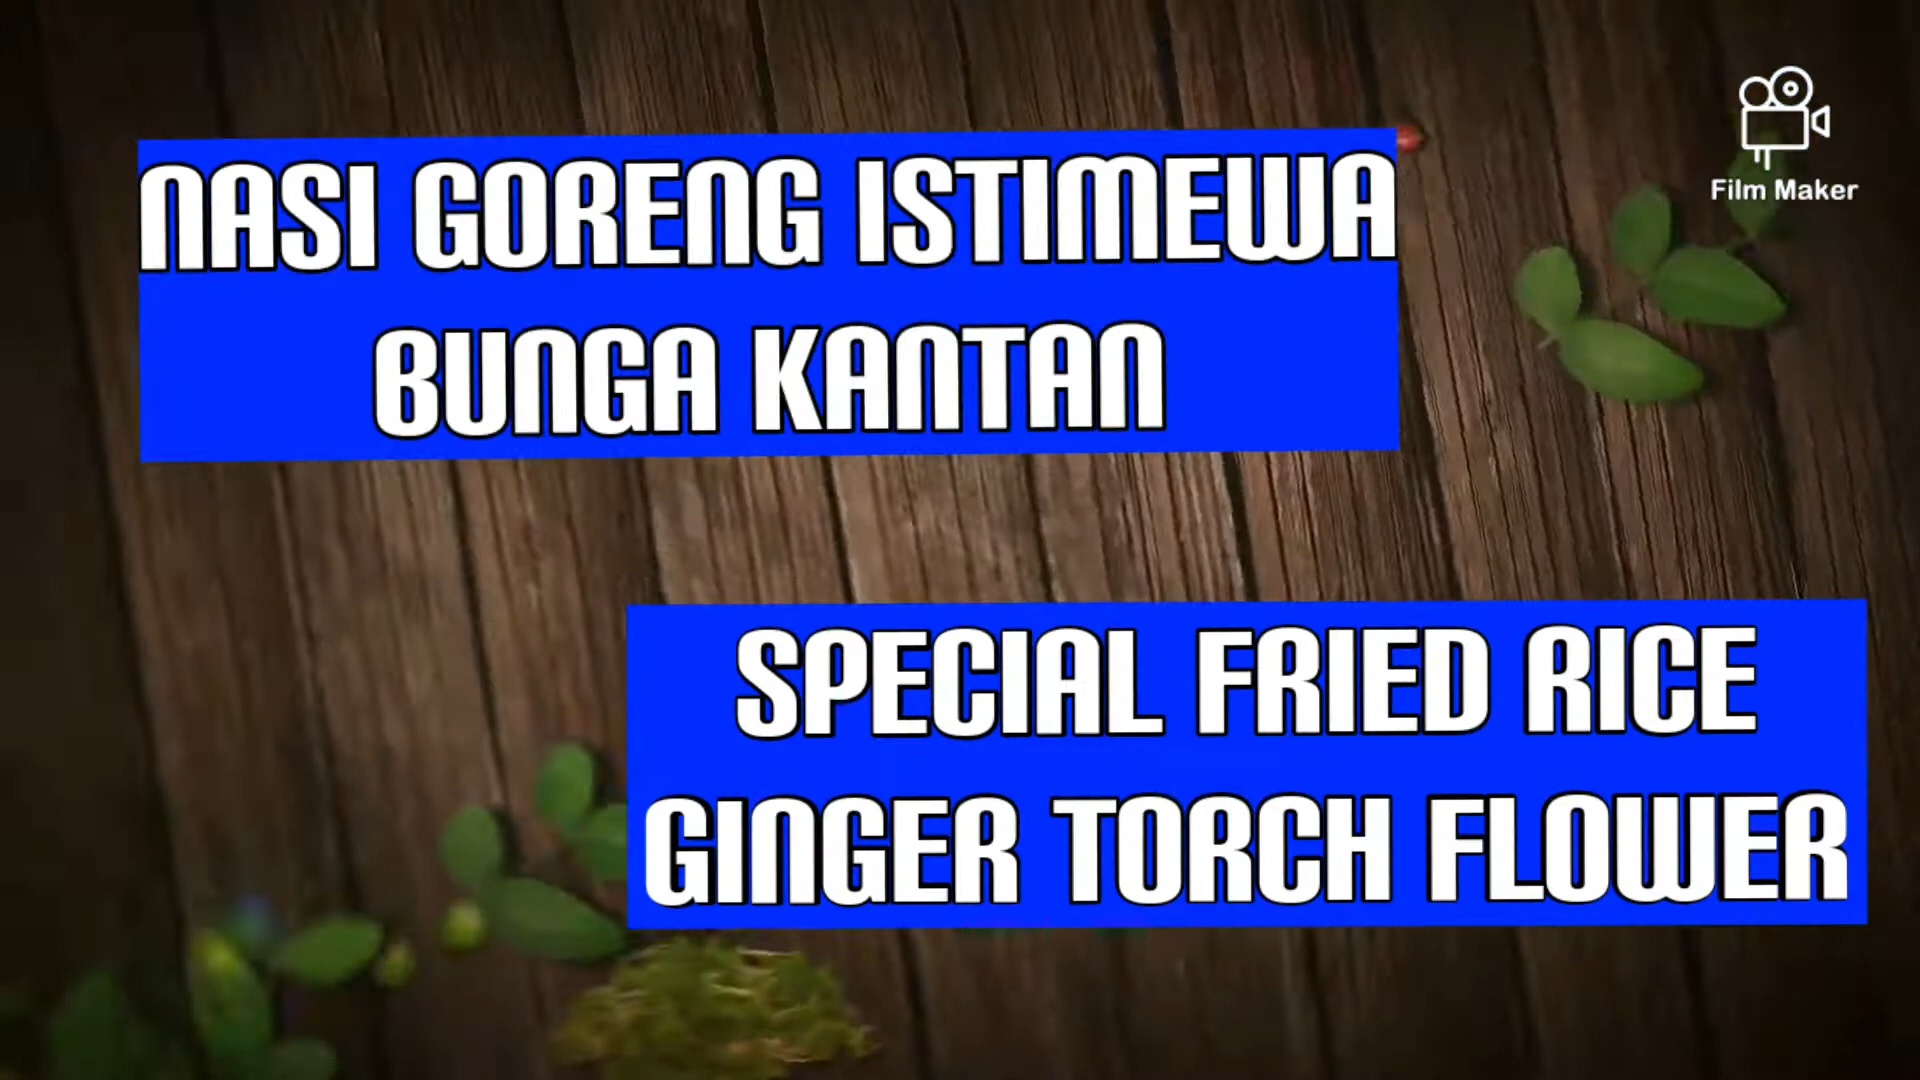 NASI GORENG ISTIMEWA
BUNGA KANTAN
Film Maker
SPECIAL FRIED RICE
GINGER TORCH FLOWER